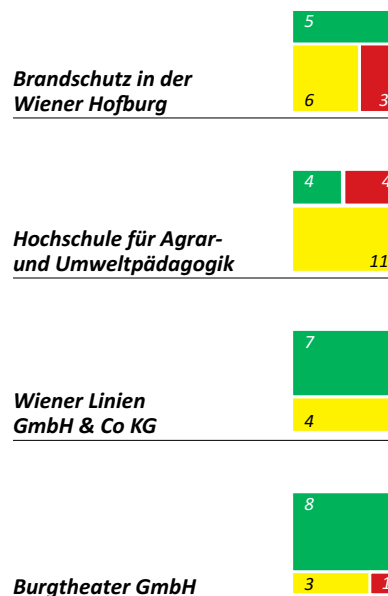 5
Brandschutz in der
Wiener Hofburg
6 3
4 4
Hochschule für Agrar-
und Umweltpädagogik
11
7
Wiener Linien
GmbH & Co KG
4
8
Burgtheater GmbH
3 1